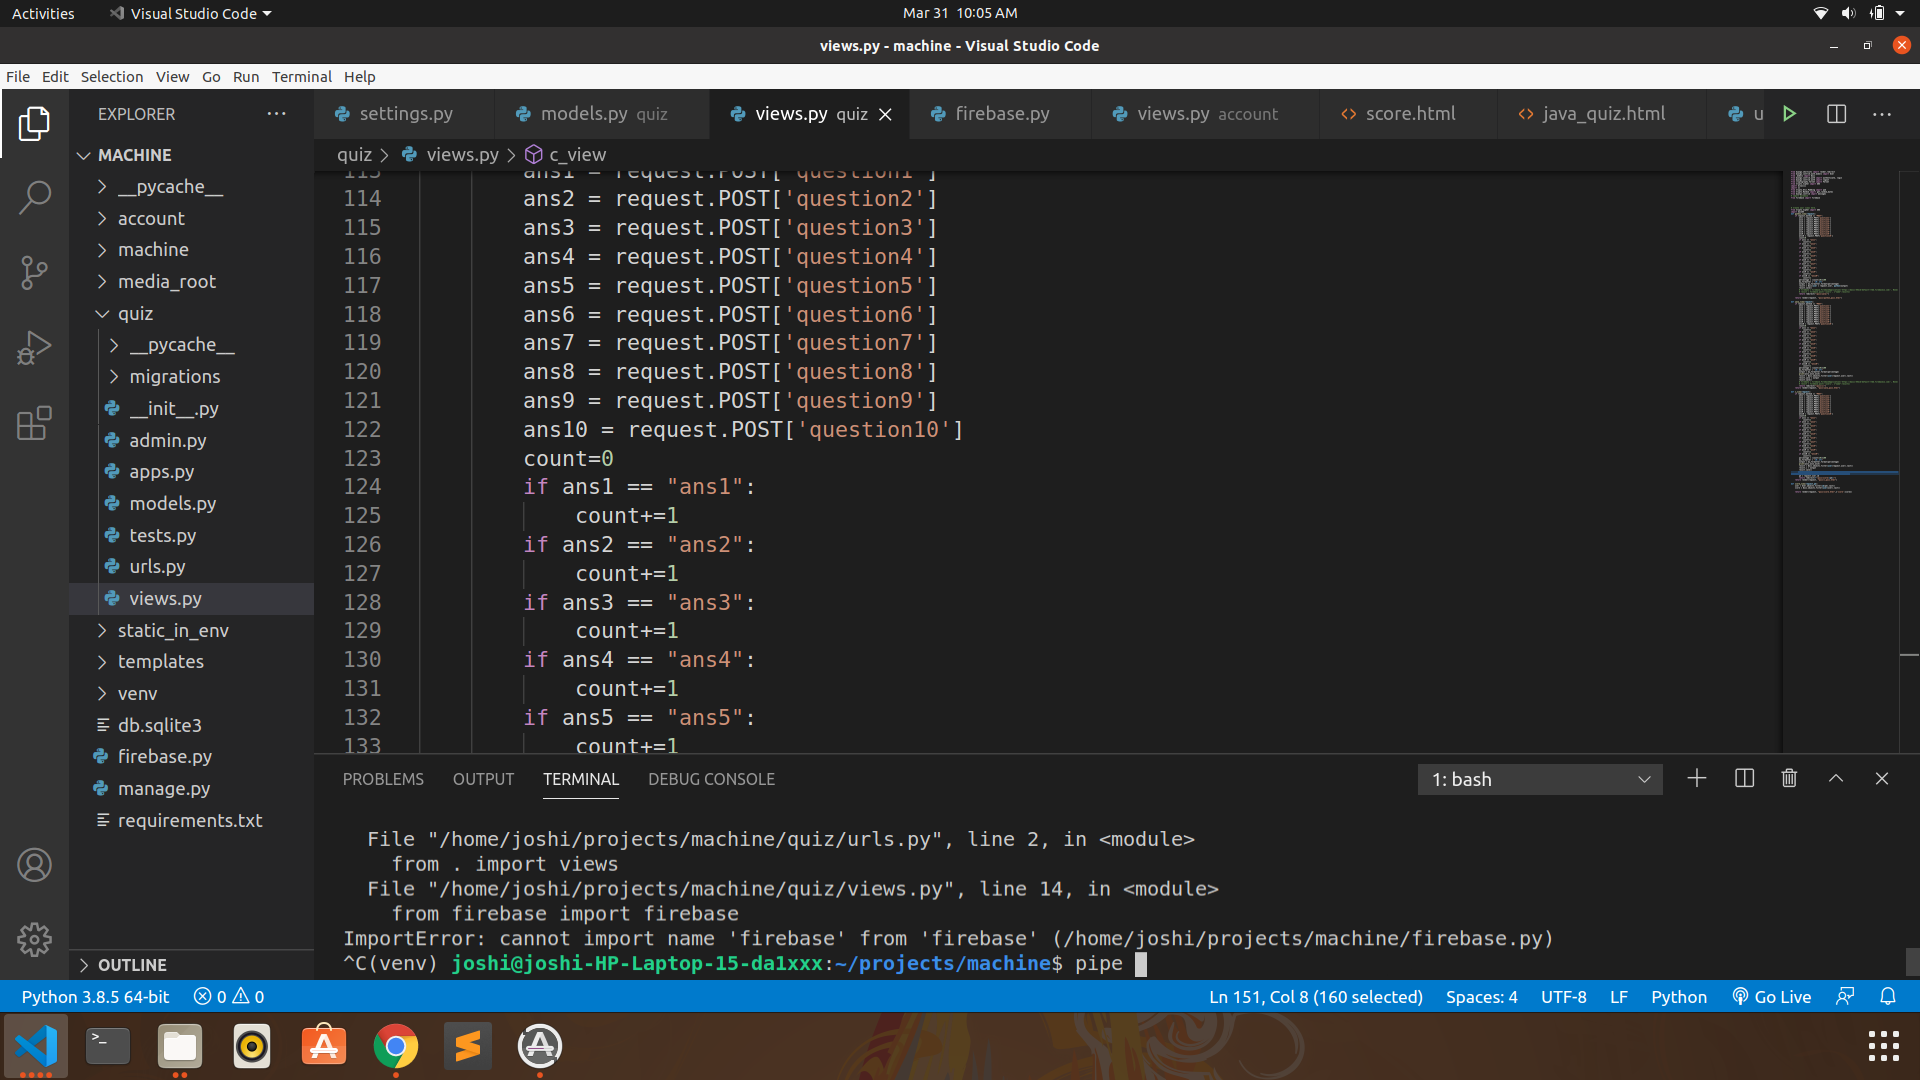 Activities
Visual Studio Code
Mar 31 10:05 AM
views.py - machine - Visual Studio Code
File Edit Selection View Go Run Terminal Help
EXPLORER
settings.py
models.py quiz
views.py quiz
firebase.py
views.py account
score.html
java_quiz.html
u
quiz > views.py > c_view
MACHINE
__pycache__
account
machine
media_root
quiz
__pycache__
migrations
__init__.py
admin.py
apps.py
models.py
tests.py
urls.py
views.py
static_in_env
templates
venv
db.sqlite3
firebase.py
manage.py
requirements.txt
OUTLINE
113 ans1 = request.POST['question1']
114 ans2 = request.POST['question2']
115 ans3 = request.POST['question3']
116 ans4 = request.POST['question4']
117 ans5 = request.POST['question5']
118 ans6 = request.POST['question6']
119 ans7 = request.POST['question7']
120 ans8 = request.POST['question8']
121 ans9 = request.POST['question9']
122 ans10 = request.POST['question10']
123 count=0
124 if ans1 == "ans1":
125 count+=1
126 if ans2 == "ans2":
127 count+=1
128 if ans3 == "ans3":
129 count+=1
130 if ans4 == "ans4":
131 count+=1
132 if ans5 == "ans5":
133 count+=1
PROBLEMS OUTPUT TERMINAL DEBUG CONSOLE
1: bash
File "/home/joshi/projects/machine/quiz/urls.py", line 2, in <module>
from . import views
File "/home/joshi/projects/machine/quiz/views.py", line 14, in <module>
from firebase import firebase
ImportError: cannot import name 'firebase' from 'firebase' (/home/joshi/projects/machine/firebase.py)
^C(venv) joshi@joshi-HP-Laptop-15-da1xxx:~/projects/machine$ pipe
Python 3.8.5 64-bit
0
0
Ln 151, Col 8 (160 selected)
Spaces: 4
UTF-8
LF
Python
Go Live